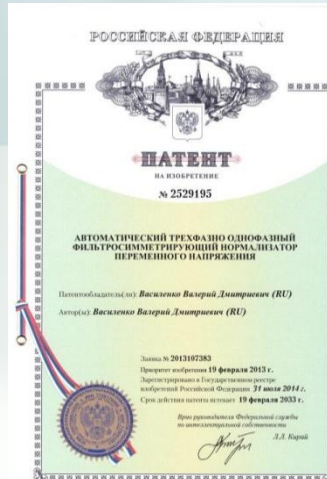 РОССИЙСКАЯ ФЕДЕРАЦИЯ
ПАТЕНТ
НА ИЗОБРЕТЕНИЕ
№ 2529195
АВТОМАТИЧЕСКИЙ ТРЕХФАЗНО ОДНОФАЗНЫЙ
ФИЛЬТРОСИММЕТРИРУЮЩИЙ НОРМАЛИЗАТОР
ПЕРЕМЕННОГО НАПРЯЖЕНИЯ
Патентообладатель(ли): Василенко Валерий Дмитриевич (RU)
Автор(ы): Василенко Валерий Дмитриевич (RU)
Заявка № 2013107383
Приоритет изобретения 19 февраля 2013 г.
Зарегистрировано в Государственном реестре
изобретений Российской Федерации 31 июля 2014 г.
Срок действия патента истекает 19 февраля 2033 г.
Врио руководителя Федеральной службы
по интеллектуальной собственности
Л.Л. Кирий